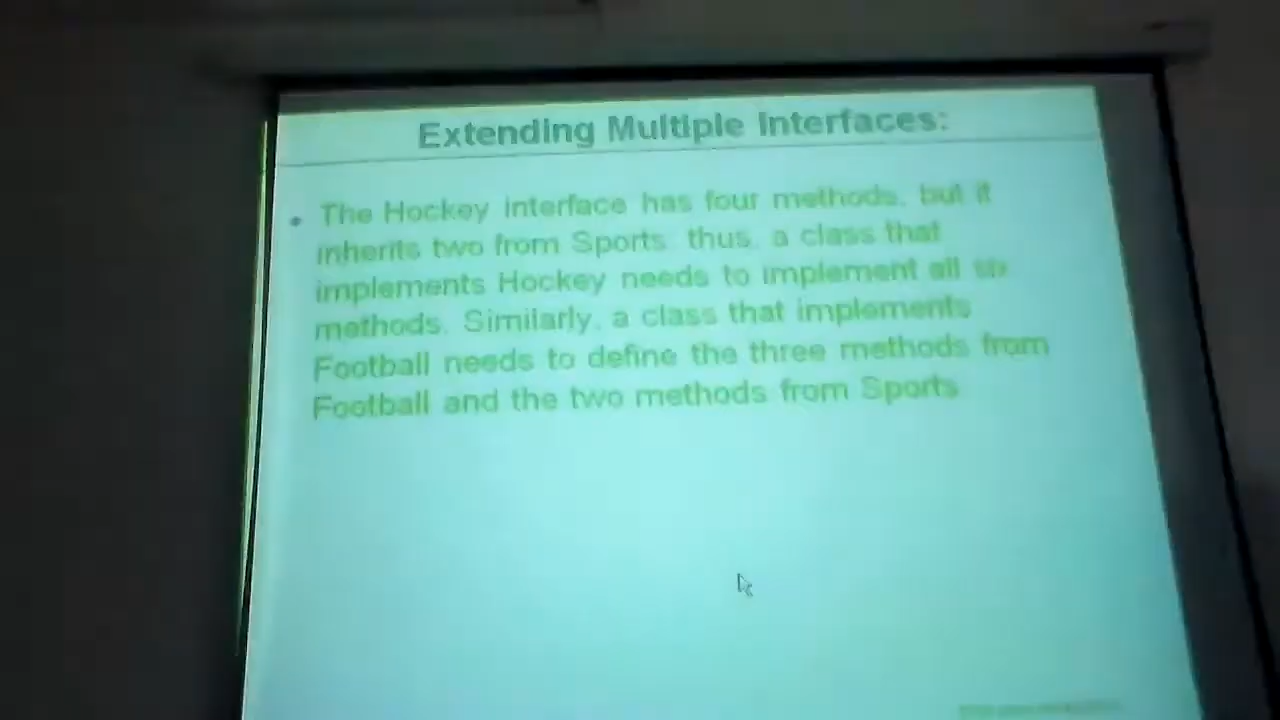 Extending Multiple Interfaces:
• The Hockey interface has four methods, but it
inherits two from Sports; thus, a class that
implements Hockey needs to implement all six
methods. Similarly, a class that implements
Football needs to define the three methods from
Football and the two methods from Sports